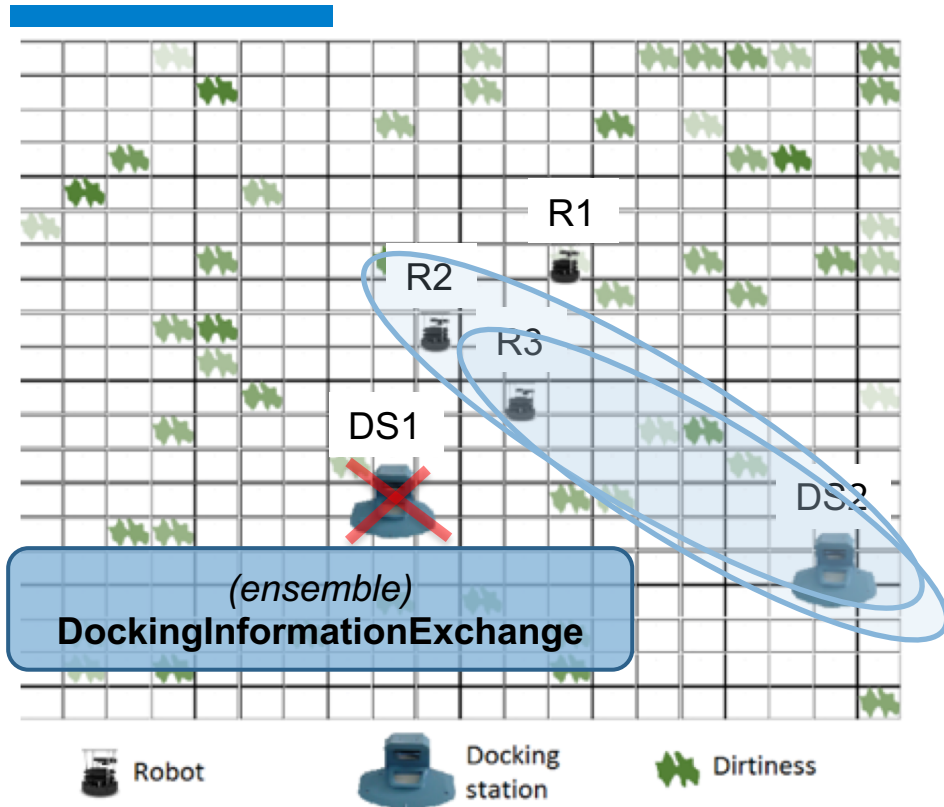 R1
R2
R3
DS1
DS2
(ensemble)
DockingInformationExchange
Robot
Docking
station
Dirtiness